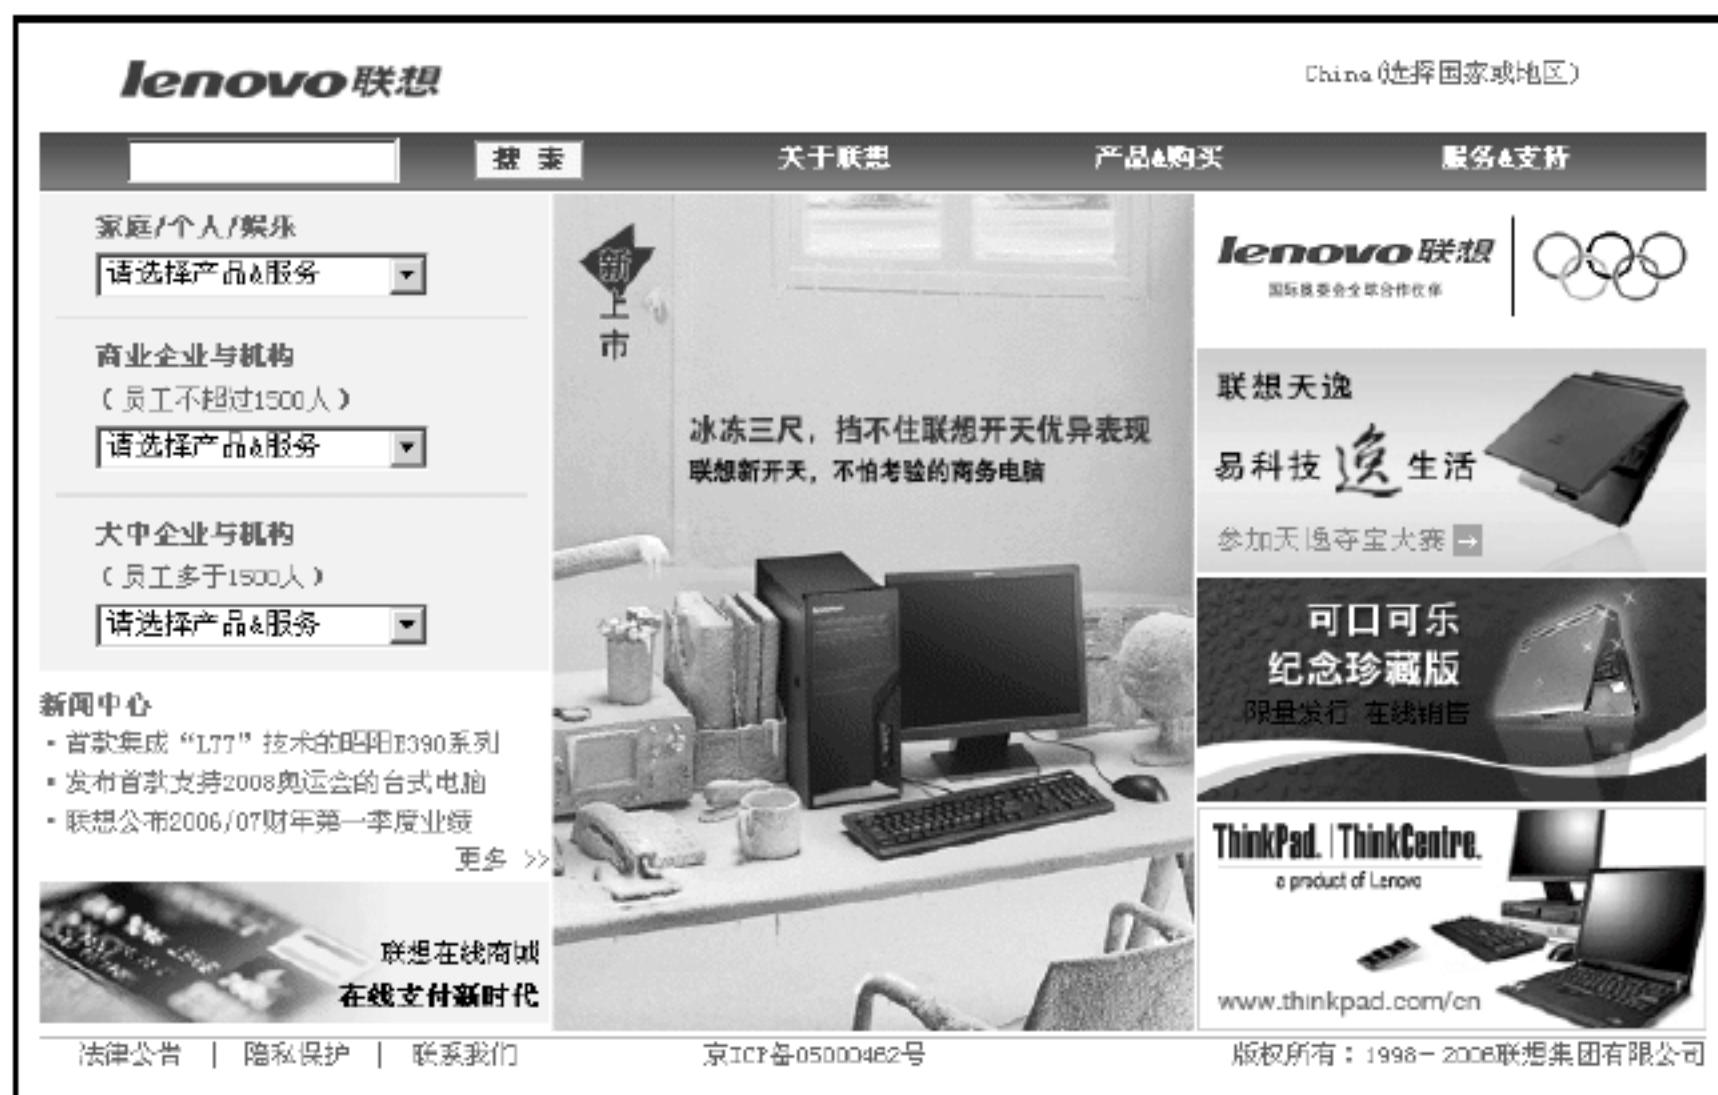 lenovo联想
China(选择国家或地区)
搜 索
关于联想
产品&购买
服务&支持
家庭/个人/娱乐
请选择产品&服务
商业企业与机构
(员工不超过1500人)
请选择产品&服务
大中企业与机构
(员工多于1500人)
请选择产品&服务
新闻中心
▪ 首款集成“LTT”技术的昭阳E390系列
▪ 发布首款支持2008奥运会的台式电脑
▪ 联想公布2006/07财年第一季度业绩
更多 >>
联想在线商城
在线支付新时代
新
上
市
冰冻三尺，挡不住联想开天优异表现
联想新开天，不怕考验的商务电脑
lenovo联想
国际奥委会全球合作伙伴
联想天逸
易科技 逸 生活
参加天逸夺宝大赛 →
可口可乐
纪念珍藏版
限量发行 在线销售
ThinkPad. | ThinkCentre.
a product of Lenovo
www.thinkpad.com/cn
法律公告 | 隐私保护 | 联系我们
京ICP备05000462号
版权所有：1998-2006联想集团有限公司